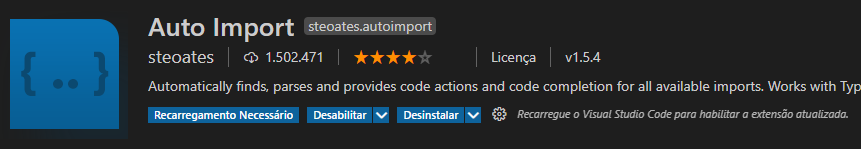 { .. }
Auto Import steoates.autoimport
steoates 1.502.471 Licença v1.5.4
Automatically finds, parses and provides code actions and code completion for all available imports. Works with Typ
Recarregamento Necessário Desabilitar Desinstalar Recarregue o Visual Studio Code para habilitar a extensão atualizada.